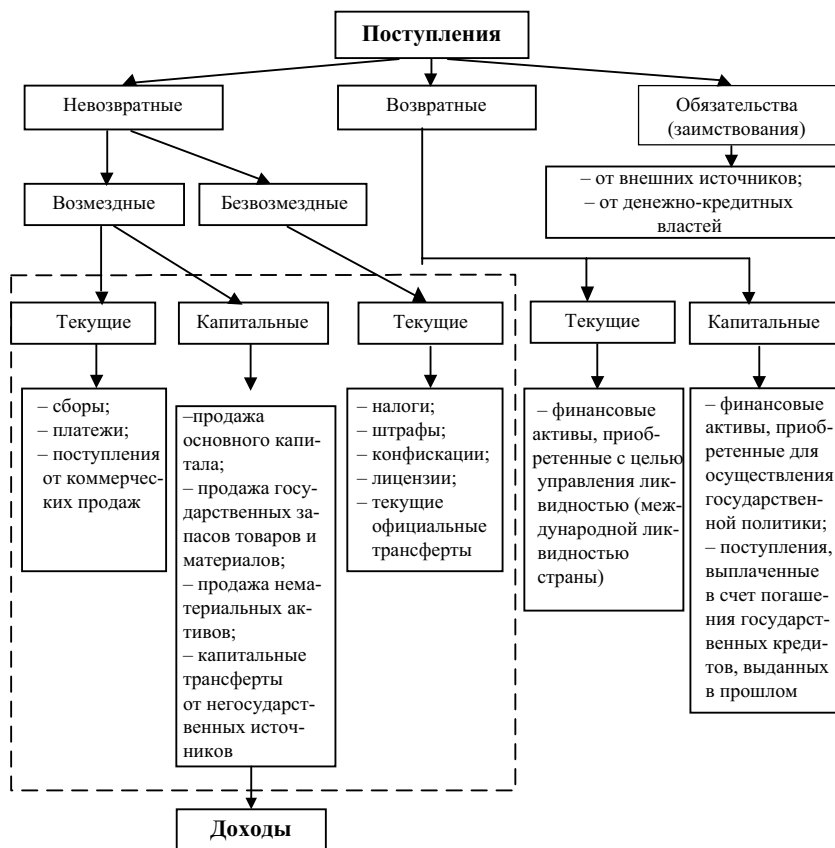 Поступления
Невозвратные
Возвратные
Обязательства
(заимствования)
– от внешних источников;
– от денежно-кредитных
властей
Возмездные
Безвозмездные
Текущие
Капитальные
Текущие
Текущие
Капитальные
– сборы;
– платежи;
– поступления
от коммерчес-
ких продаж
–продажа
основного капи-
тала;
– продажа госу-
дарственных за-
пасов товаров и
материалов;
– продажа нема-
териальных ак-
тивов;
– капитальные
трансферты
от негосударст-
венных источ-
ников
– налоги;
– штрафы;
– конфискации;
– лицензии;
– текущие
официальные
трансферты
– финансовые
активы, приоб-
ретенные с целью
управления лик-
видностью (меж-
дународной лик-
видностью
страны)
– финансовые
активы, приоб-
ретенные для
осуществления
государствен-
ной политики;
– поступления,
выплаченные
в счет погаше-
ния государст-
венных креди-
тов, выданных
в прошлом
Доходы